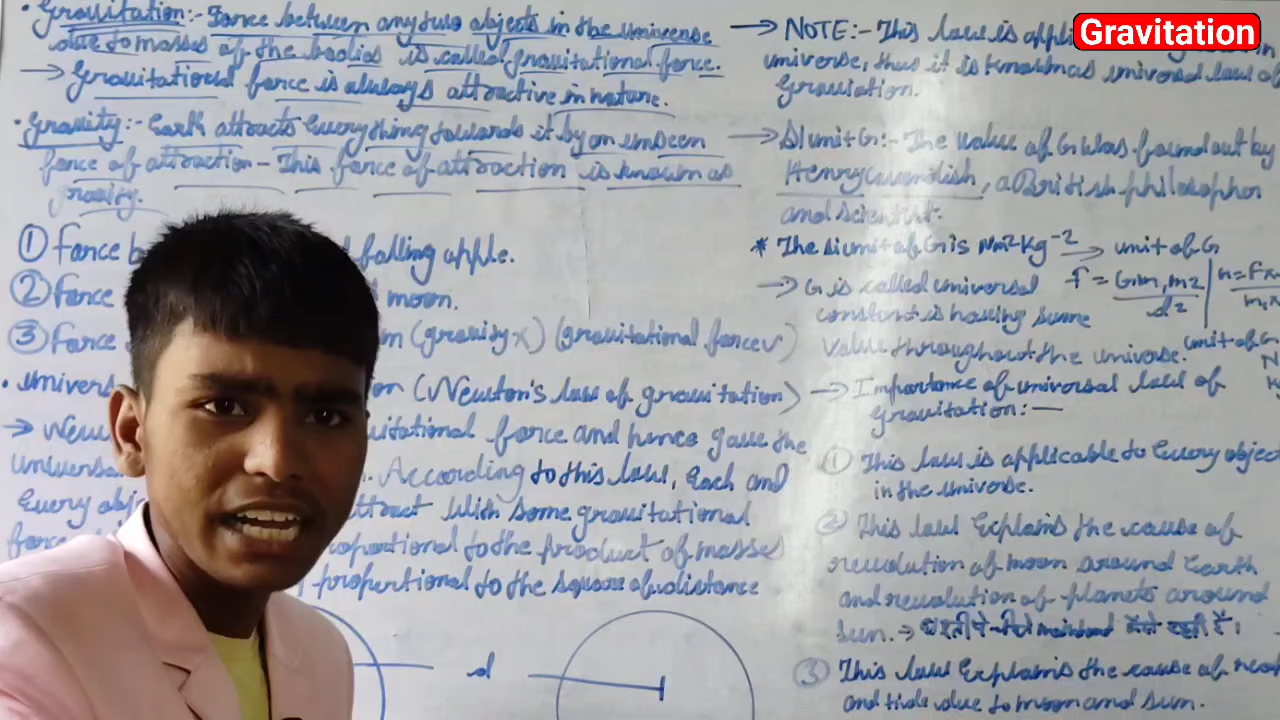 Gravitation
• Gravitation:- Force between any two objects in the universe
due to masses of the bodies is called gravitational force.
→ Gravitational force is always attractive in nature.
• Gravity:- Earth attracts Everything towards it by an unseen
force of attraction - This force of attraction is known as
gravity.
① force falling apple.
② force moon.
③ force (gravity x) (gravitational force ✓)
• univers (Newton's law of gravitation)
→ New force and hence gave the
universa According to this law, Each and
Every obj attract with some gravitational
force proportional to the product of masses
proportional to the square of distance
d
→ NOTE:- This law is appli
universe, thus it is known as universal law of
Gravitation.
→ SI unit G:- The value of G was found out by
Henry Cavendish, a British philosopher
and scientist.
* The SI unit of G is Nm² Kg⁻² → unit of G
→ G is called universal F = Gm₁m₂/d²
constant is having same
value throughout the universe. unit of G
→ Importance of universal law of
gravitation:-
① This law is applicable to Every objec
in the universe.
② This law Explains the cause of
revolution of moon around Earth
and revolution of planets around
sun. →
③ This law Explains the cause of
and tide due to moon and sun.